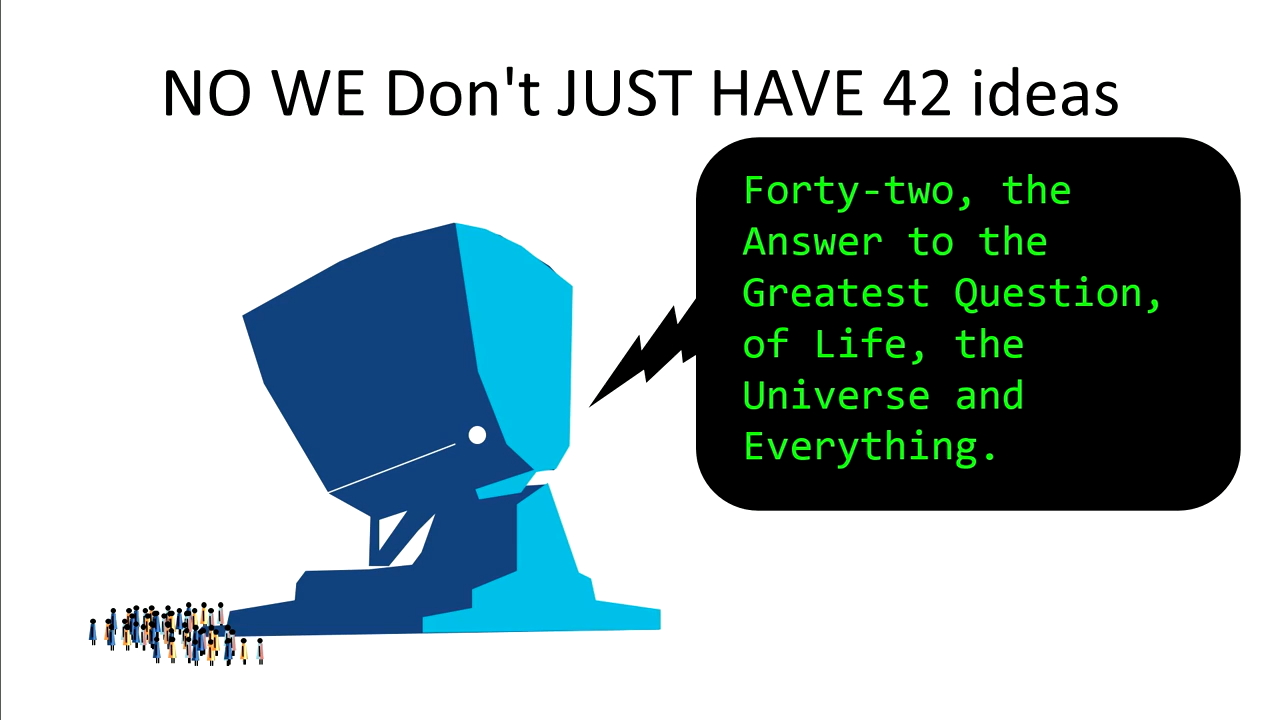 NO WE Don't JUST HAVE 42 ideas
Forty-two, the
Answer to the
Greatest Question,
of Life, the
Universe and
Everything.